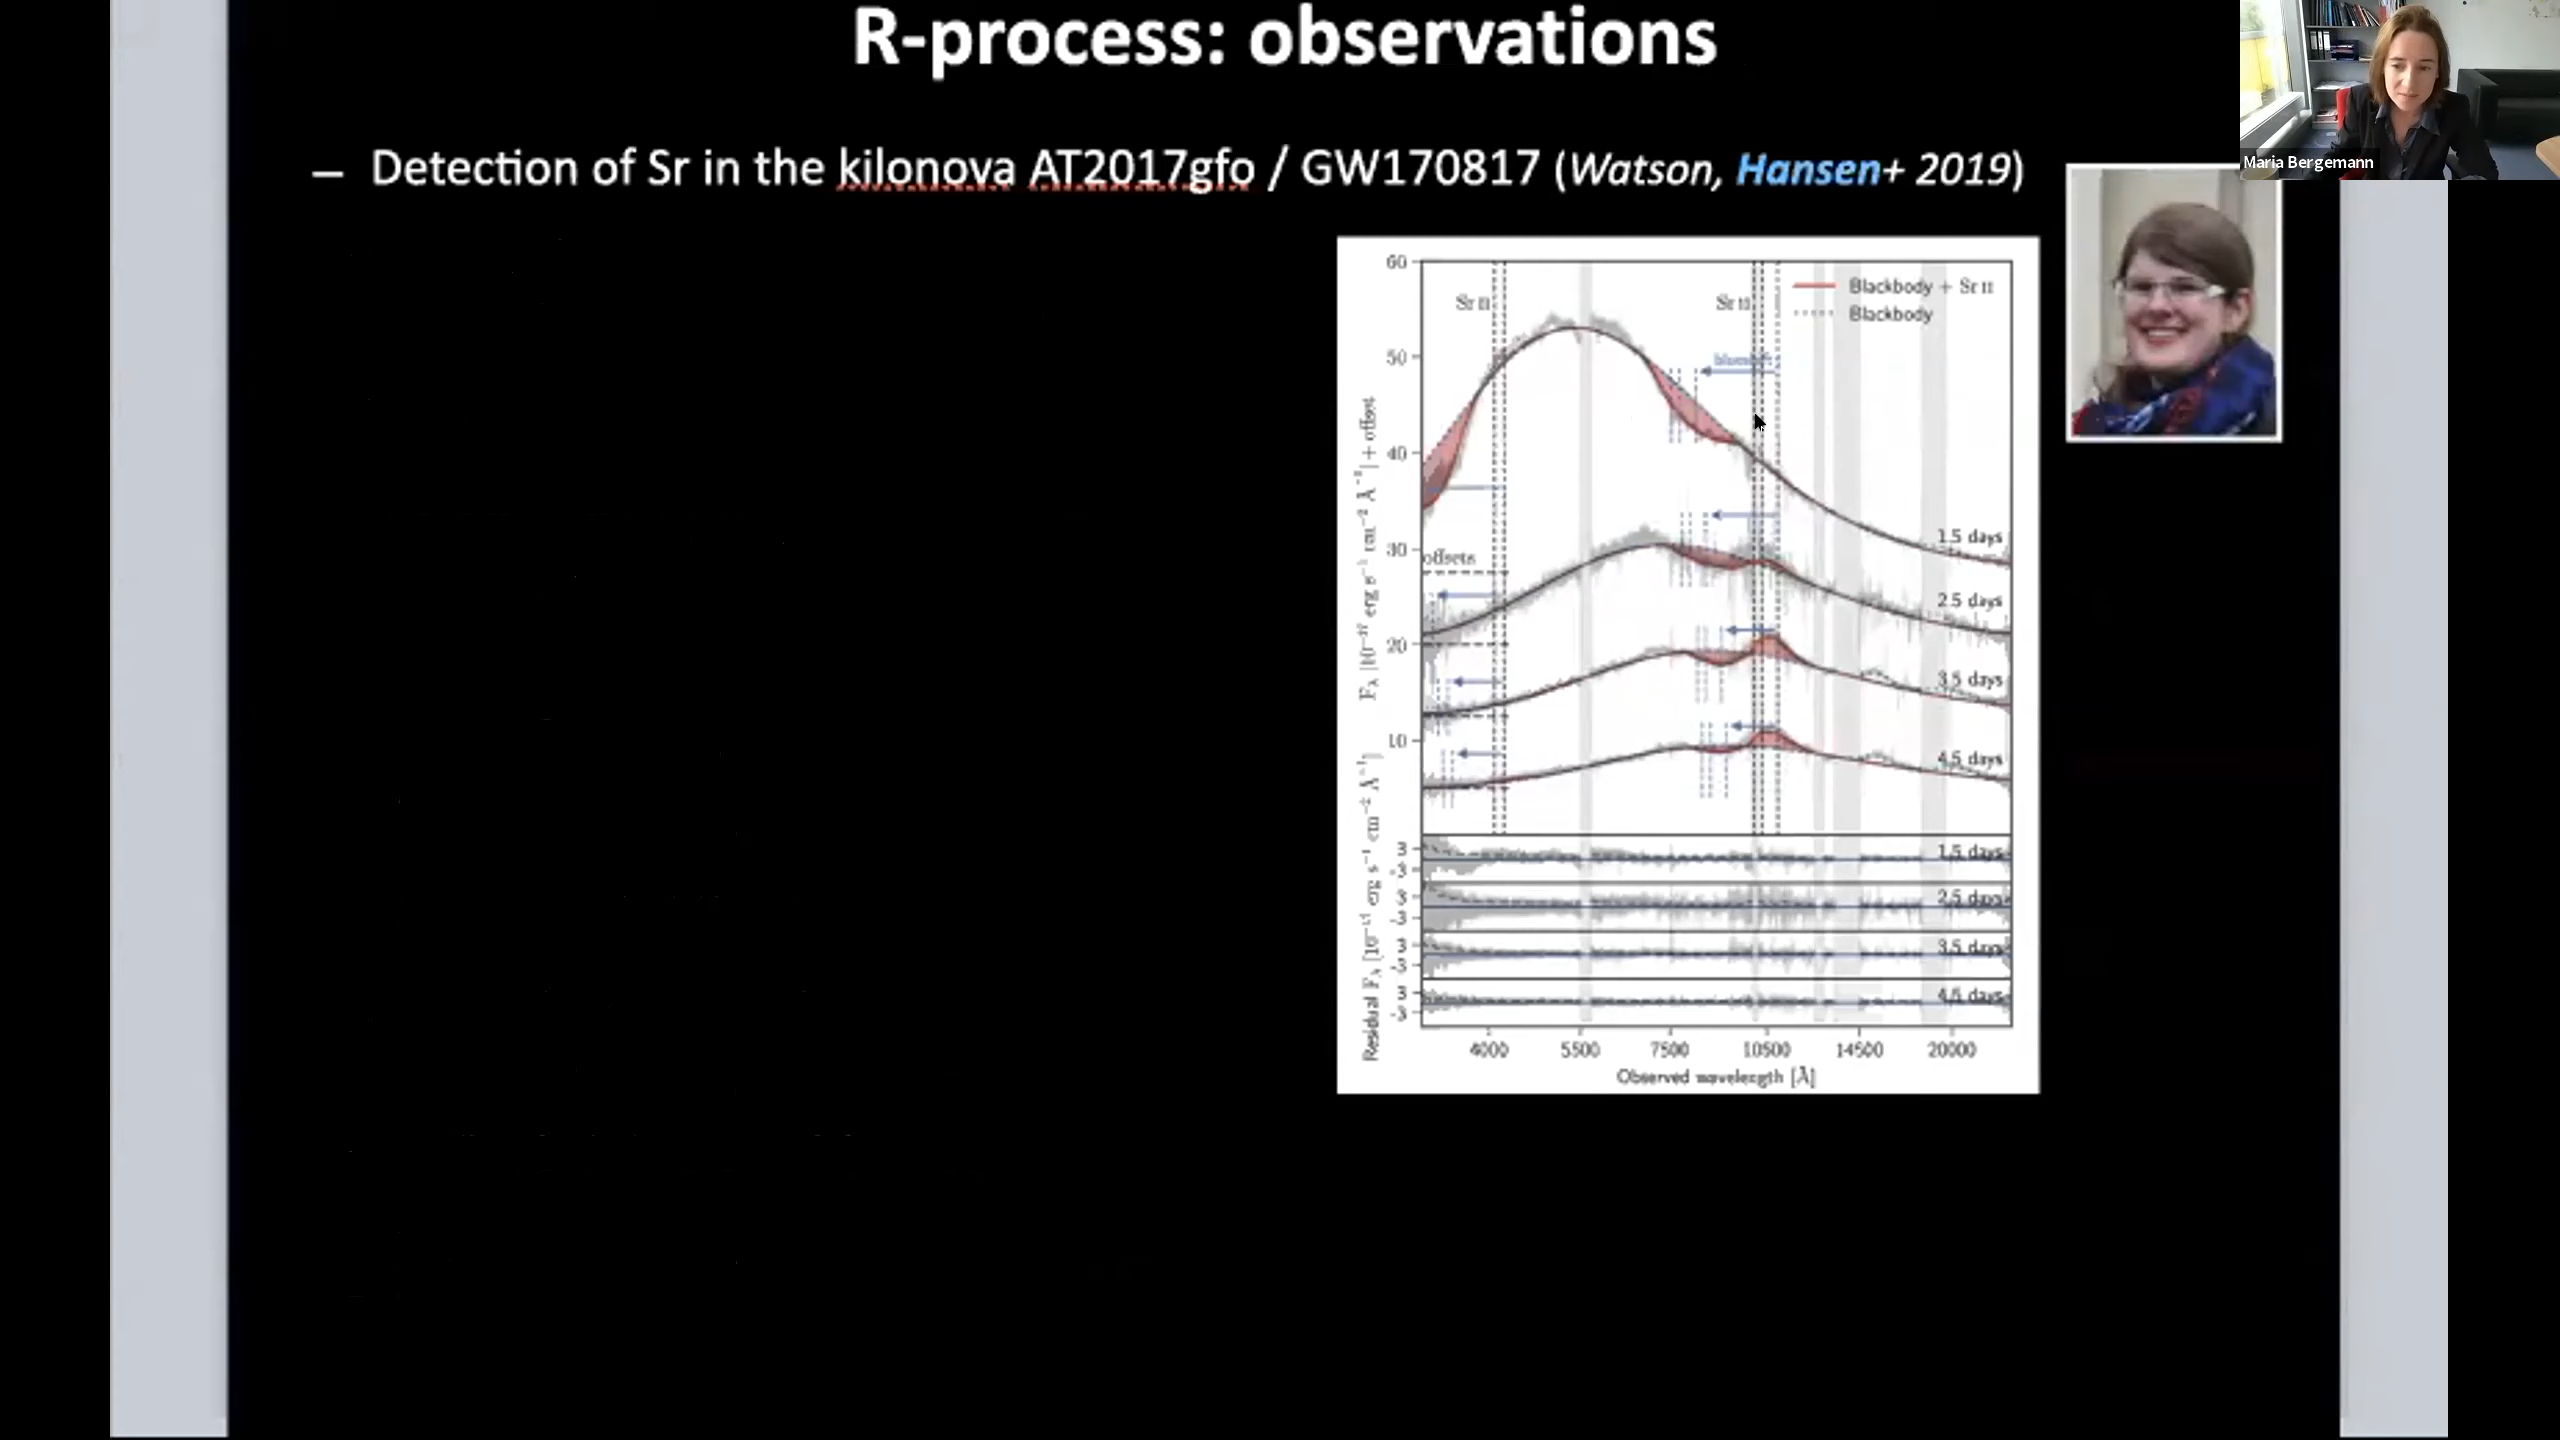 R-process: observations
Maria Bergemann
– Detection of Sr in the kilonova AT2017gfo / GW170817 (Watson, Hansen+ 2019)
60
50
40
30
20
10
Sr II
Sr II
Blackbody + Sr II
Blackbody
offsets
1.5 days
2.5 days
3.5 days
4.5 days
3
-3
1.5 days
3
-3
2.5 days
3
-3
3.5 days
3
-3
4.5 days
4000 5500 7500 10500 14500 20000
Observed wavelength [Å]